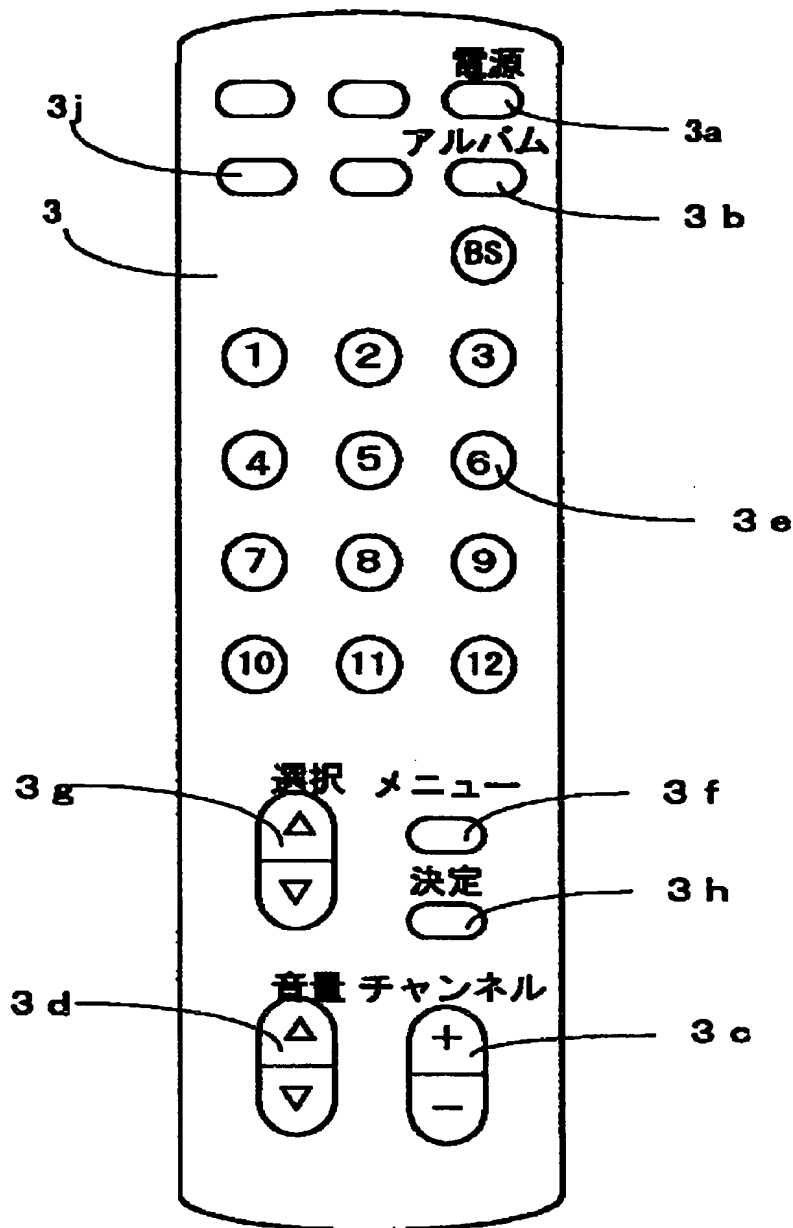 電源
3j
3a
アルバム
3
3b
BS
1 2 3
4 5 6
3e
7 8 9
10 11 12
選択 メニュー
3g
△
3f
▽
決定
3h
音量 チャンネル
3d
△ +
3c
▽ −